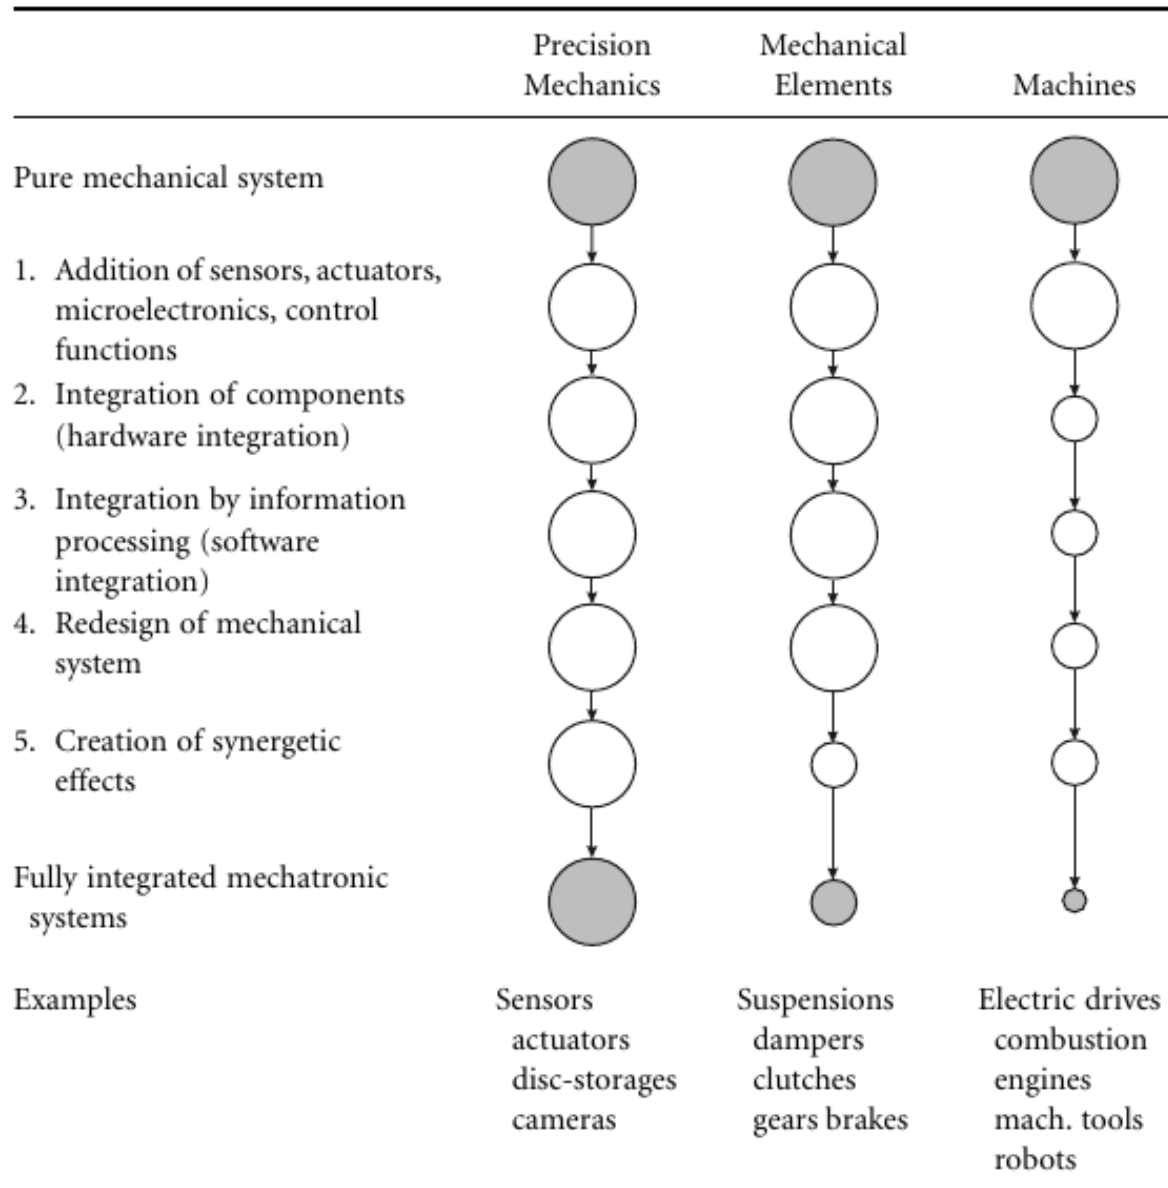 Precision Mechanics
Mechanical Elements
Machines
Pure mechanical system
1. Addition of sensors, actuators,
microelectronics, control
functions
2. Integration of components
(hardware integration)
3. Integration by information
processing (software
integration)
4. Redesign of mechanical
system
5. Creation of synergetic
effects
Fully integrated mechatronic
systems
Examples
Sensors
actuators
disc-storages
cameras
Suspensions
dampers
clutches
gears brakes
Electric drives
combustion
engines
mach. tools
robots